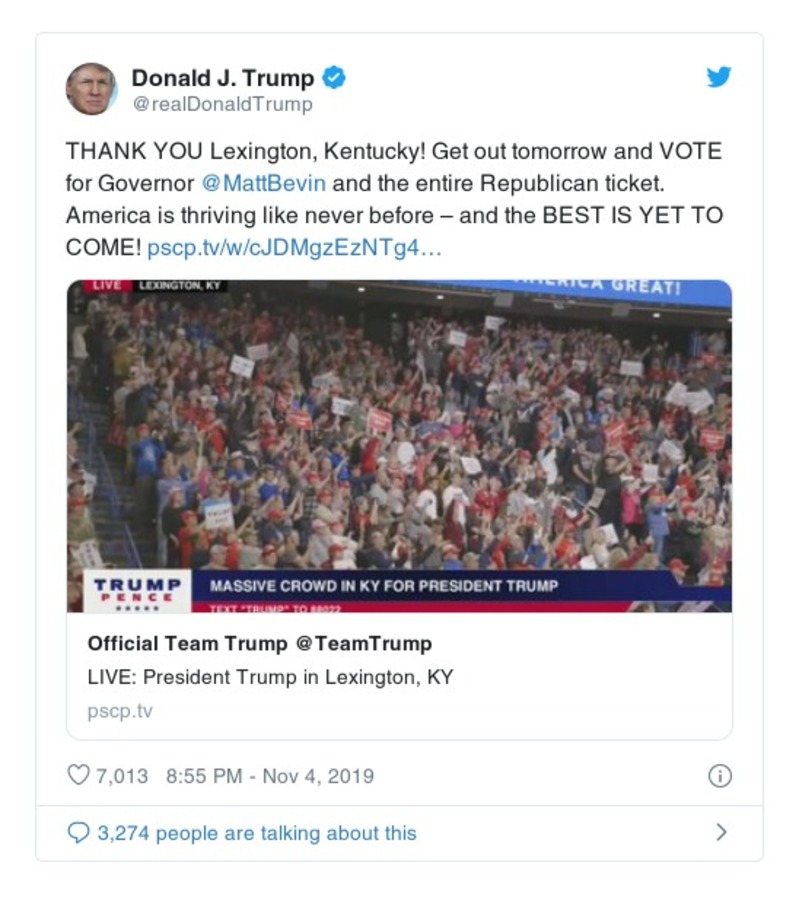 Donald J. Trump
@realDonaldTrump
THANK YOU Lexington, Kentucky! Get out tomorrow and VOTE
for Governor @MattBevin and the entire Republican ticket.
America is thriving like never before – and the BEST IS YET TO
COME! pscp.tv/w/cJDMgzEzNTg4…
LIVE LEXINGTON, KY
AMERICA GREAT!
TRUMP
PENCE
MASSIVE CROWD IN KY FOR PRESIDENT TRUMP
TEXT "TRUMP" TO 88022
Official Team Trump @TeamTrump
LIVE: President Trump in Lexington, KY
pscp.tv
7,013 8:55 PM - Nov 4, 2019
3,274 people are talking about this